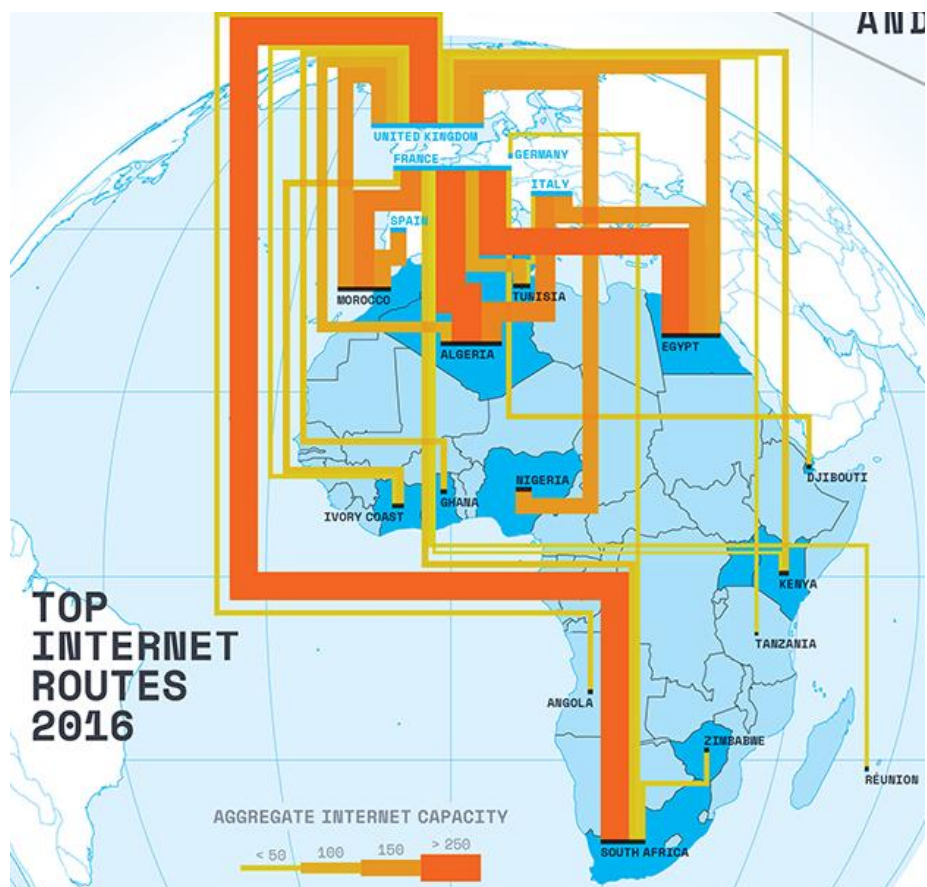 AND
UNITED KINGDOM
FRANCE
GERMANY
ITALY
SPAIN
MOROCCO
TUNISIA
ALGERIA
EGYPT
NIGERIA
DJIBOUTI
GHANA
IVORY COAST
KENYA
TOP
INTERNET
ROUTES
2016
TANZANIA
ANGOLA
ZIMBABWE
RÉUNION
AGGREGATE INTERNET CAPACITY
< 50 100 150 > 250
SOUTH AFRICA